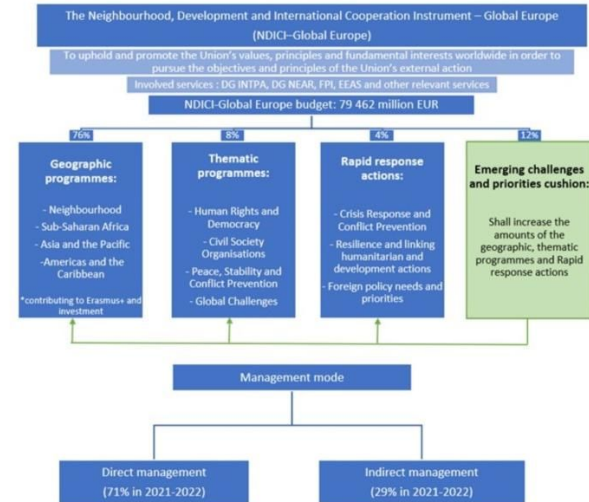 The Neighbourhood, Development and International Cooperation Instrument – Global Europe
(NDICI–Global Europe)
To uphold and promote the Union's values, principles and fundamental interests worldwide in order to
pursue the objectives and principles of the Union's external action
Involved services : DG INTPA, DG NEAR, FPI, EEAS and other relevant services
NDICI-Global Europe budget: 79 462 million EUR
76%
8%
4%
12%
Geographic
programmes:
- Neighbourhood
- Sub-Saharan Africa
- Asia and the Pacific
-Americas and the
Caribbean
*contributing to Erasmus+ and
investment
Thematic
programmes:
- Human Rights and
Democracy
- Civil Society
Organisations
- Peace, Stability and
Conflict Prevention
- Global Challenges
Rapid response
actions:
- Crisis Response and
Conflict Prevention
- Resilience and linking
humanitarian and
development actions
- Foreign policy needs and
priorities
Emerging challenges
and priorities cushion:
Shall increase the
amounts of the
geographic, thematic
programmes and Rapid
response actions
Management mode
Direct management
(71% in 2021-2022)
Indirect management
(29% in 2021-2022)